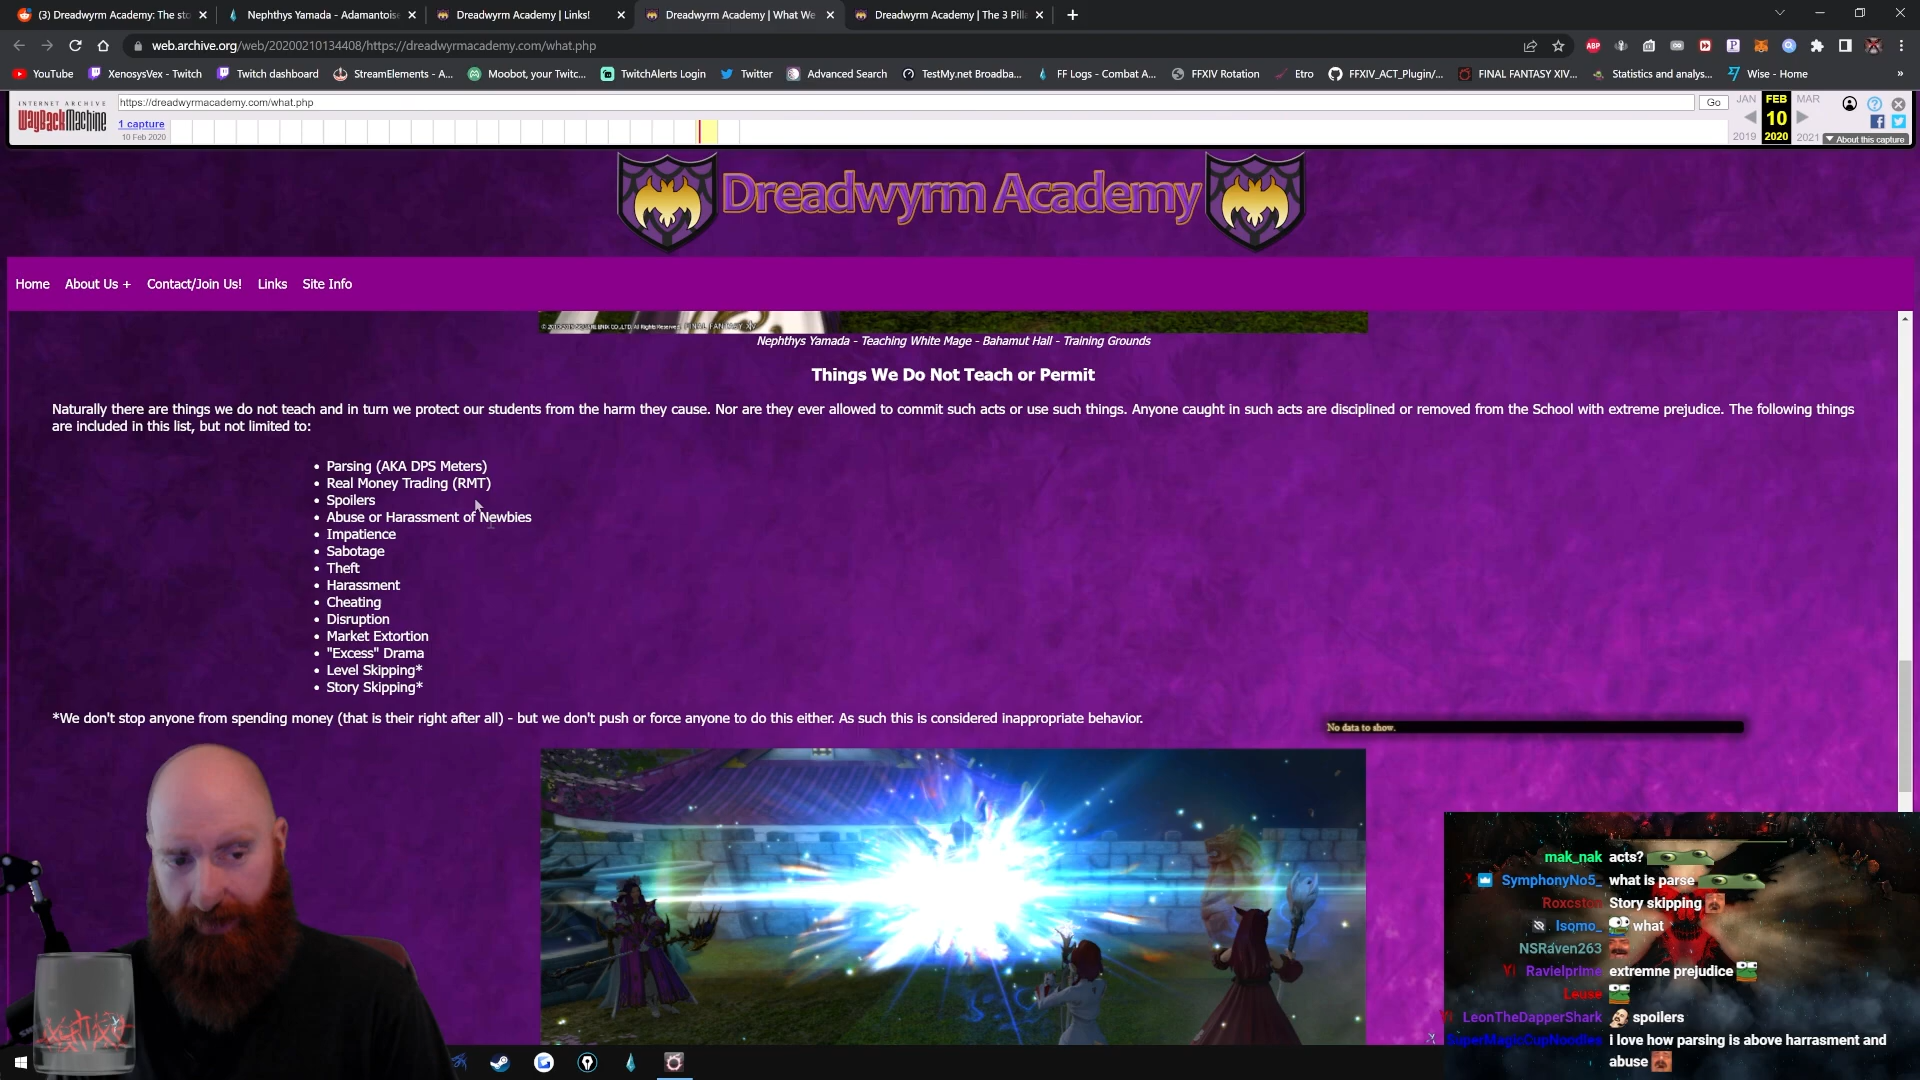 (3) Dreadwyrm Academy: The sto
Nephthys Yamada - Adamantoise
Dreadwyrm Academy | Links!
Dreadwyrm Academy | What We
Dreadwyrm Academy | The 3 Pilla
web.archive.org/web/20200210134408/https://dreadwyrmacademy.com/what.php
YouTube
XenosysVex - Twitch
Twitch dashboard
StreamElements - A...
Moobot, your Twitc...
TwitchAlerts Login
Twitter
Advanced Search
TestMy.net Broadba...
FF Logs - Combat A...
FFXIV Rotation
Etro
FFXIV_ACT_Plugin/...
FINAL FANTASY XIV...
Statistics and analys...
Wise - Home
INTERNET ARCHIVE
WayBackMachine
https://dreadwyrmacademy.com/what.php
Go
1 capture
10 Feb 2020
JAN FEB MAR
10
2019 2020 2021
About this capture
Dreadwyrm Academy
Home About Us + Contact/Join Us! Links Site Info
Nephthys Yamada - Teaching White Mage - Bahamut Hall - Training Grounds
Things We Do Not Teach or Permit
Naturally there are things we do not teach and in turn we protect our students from the harm they cause. Nor are they ever allowed to commit such acts or use such things. Anyone caught in such acts are disciplined or removed from the School with extreme prejudice. The following things
are included in this list, but not limited to:
• Parsing (AKA DPS Meters)
• Real Money Trading (RMT)
• Spoilers
• Abuse or Harassment of Newbies
• Impatience
• Sabotage
• Theft
• Harassment
• Cheating
• Disruption
• Market Extortion
• "Excess" Drama
• Level Skipping*
• Story Skipping*
*We don't stop anyone from spending money (that is their right after all) - but we don't push or force anyone to do this either. As such this is considered inappropriate behavior.
No data to show.
mak_nak acts?
SymphonyNo5_ what is parse
Roxcston Story skipping
Isomo_ what
NSRaven263
Ravielprime extremne prejudice
Leuse
LeonTheDapperShark spoilers
SuperMagicCupNoodles i love how parsing is above harrasment and
abuse